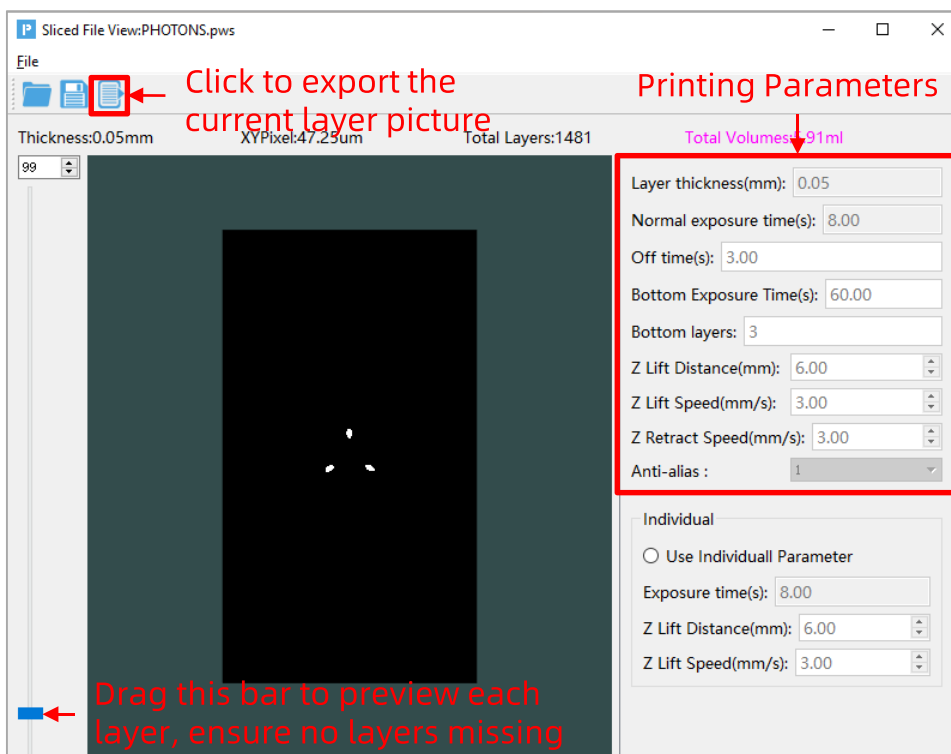 Sliced File View:PHOTONS.pws
File
Click to export the
current layer picture
Printing Parameters
Thickness:0.05mm XYPixel:47.25um Total Layers:1481 Total Volumes: .91ml
99
Layer thickness(mm): 0.05
Normal exposure time(s): 8.00
Off time(s): 3.00
Bottom Exposure Time(s): 60.00
Bottom layers: 3
Z Lift Distance(mm): 6.00
Z Lift Speed(mm/s): 3.00
Z Retract Speed(mm/s): 3.00
Anti-alias : 1
Individual
Use Individuall Parameter
Exposure time(s): 8.00
Z Lift Distance(mm): 6.00
Z Lift Speed(mm/s): 3.00
Drag this bar to preview each
layer, ensure no layers missing